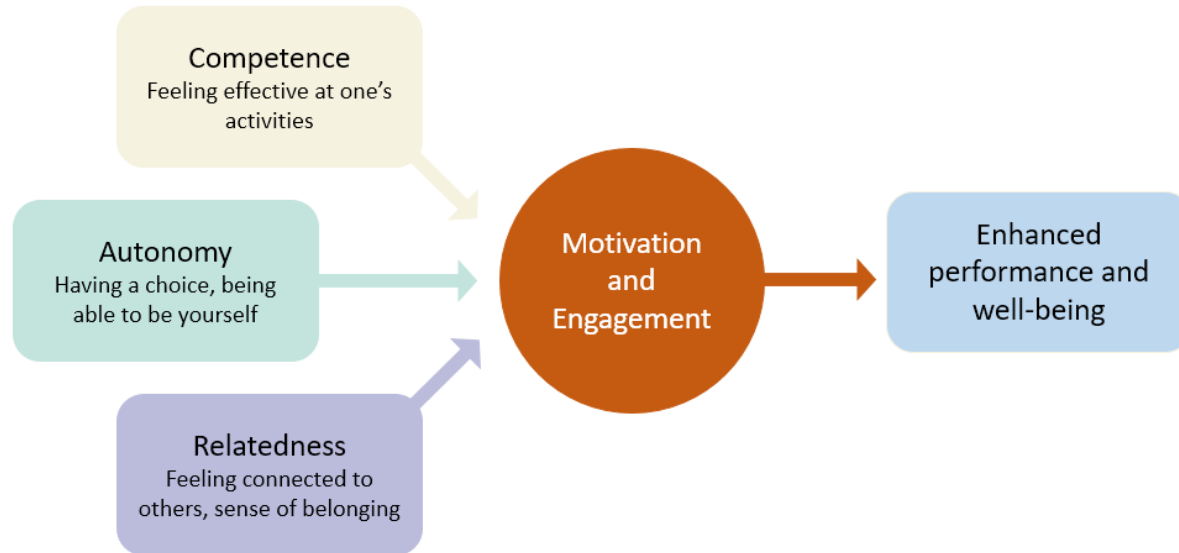 Competence
Feeling effective at one’s
activities
Autonomy
Having a choice, being
able to be yourself
Relatedness
Feeling connected to
others, sense of belonging
Motivation
and
Engagement
Enhanced
performance and
well-being